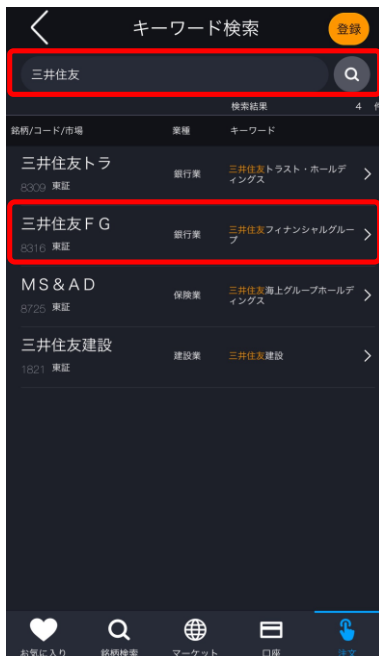 キーワード検索
登録
三井住友
検索結果 4 件
銘柄/コード/市場 業種 キーワード
三井住友トラ
8309 東証
銀行業
三井住友トラスト・ホールデ
ィングス
三井住友ＦＧ
8316 東証
銀行業
三井住友フィナンシャルグルー
プ
ＭＳ＆ＡＤ
8725 東証
保険業
三井住友海上グループホールデ
ィングス
三井住友建設
1821 東証
建設業
三井住友建設
お気に入り 銘柄検索 マーケット 口座 注文